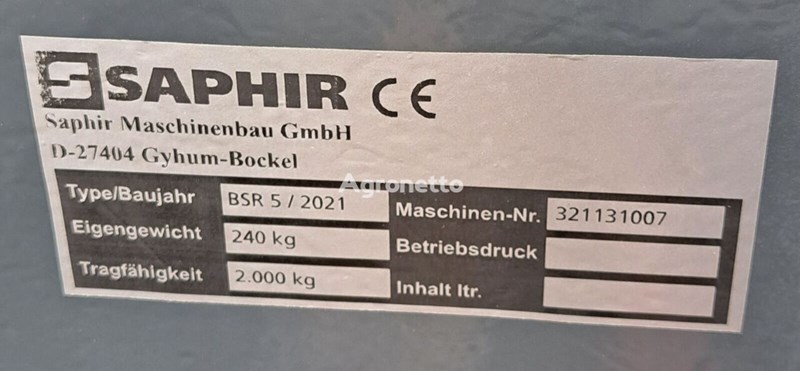 SAPHIR CE
Saphir Maschinenbau GmbH
D-27404 Gyhum-Bockel
Agronetto
Type/Baujahr BSR 5 / 2021 Maschinen-Nr. 321131007
Eigengewicht 240 kg Betriebsdruck
Tragfähigkeit 2.000 kg Inhalt ltr.